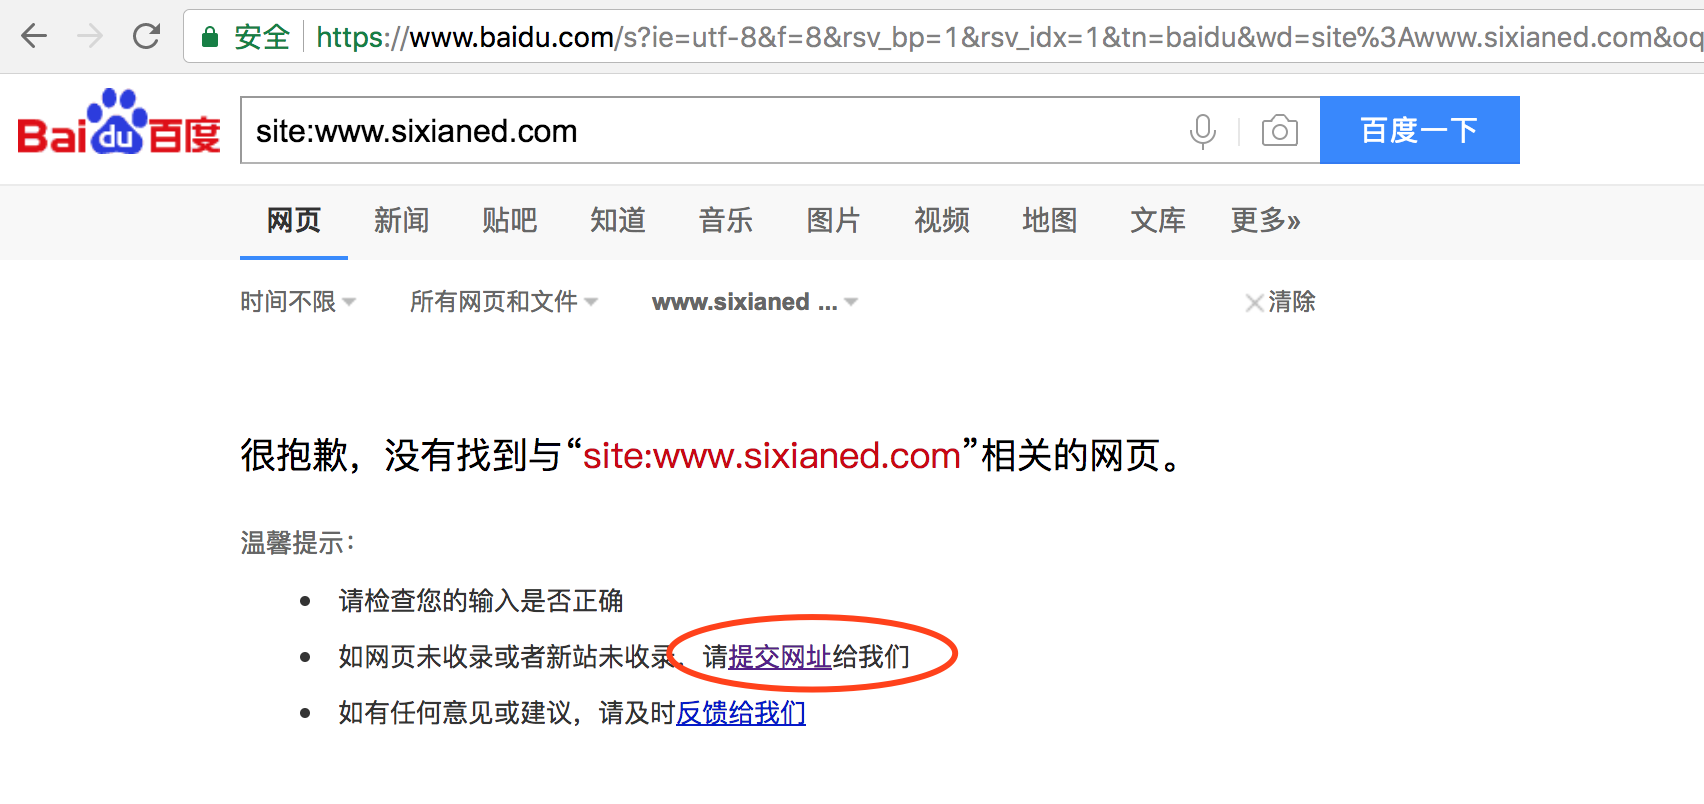 安全 https://www.baidu.com/s?ie=utf-8&f=8&rsv_bp=1&rsv_idx=1&tn=baidu&wd=site%3Awww.sixianed.com&oq
Bai du 百度 site:www.sixianed.com 百度一下
网页 新闻 贴吧 知道 音乐 图片 视频 地图 文库 更多»
时间不限 所有网页和文件 www.sixianed ... 清除
很抱歉，没有找到与“site:www.sixianed.com”相关的网页。
温馨提示：
请检查您的输入是否正确
如网页未收录或者新站未收录，请提交网址给我们
如有任何意见或建议，请及时反馈给我们